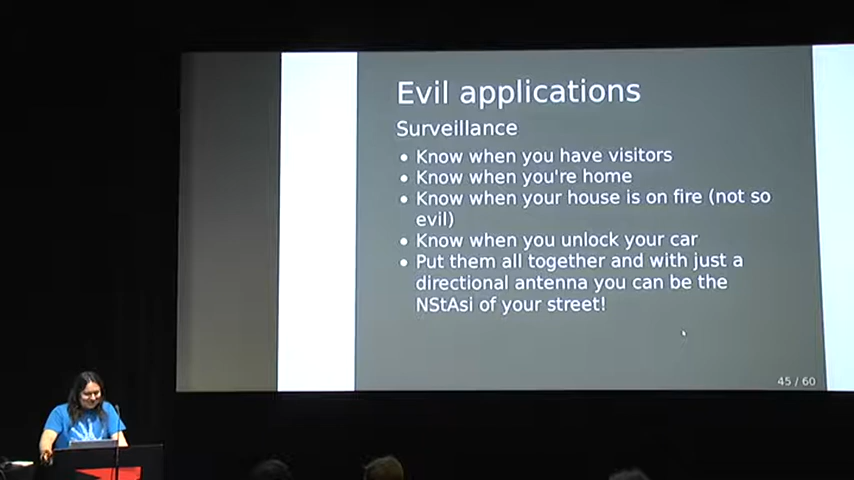 Evil applications
Surveillance
• Know when you have visitors
• Know when you're home
• Know when your house is on fire (not so
evil)
• Know when you unlock your car
• Put them all together and with just a
directional antenna you can be the
NStAsi of your street!
45 / 60